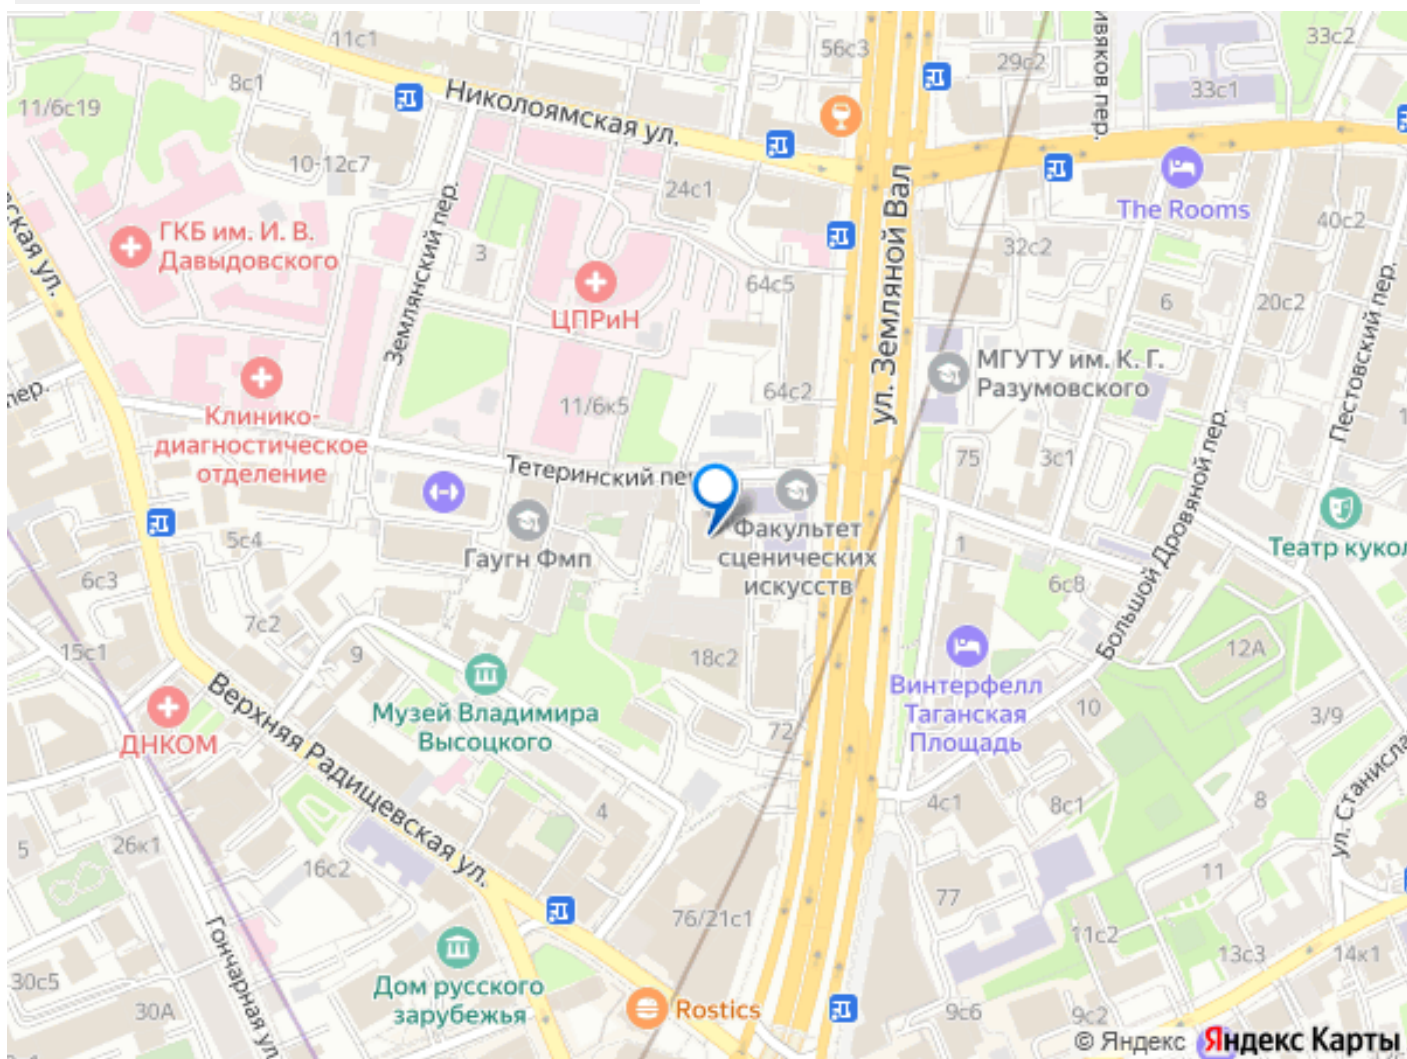 11с1
56с3
29с2
33с2
8с1
33с1
11/6с19
Николоямская ул.
ивяков пер.
10-12с7
24с1
The Rooms
40с2
ГКБ им. И. В.
Давыдовского
Землянский пер.
3
ЦПРиН
64с5
ул. Земляной Вал
32с2
6
20с2
Пестовский пер.
вская ул.
пер.
МГУТУ им. К. Г.
Разумовского
64с2
11/6к5
Клинико-
диагностическое
отделение
Тетеринский пер
75
3с1
Большой Дровяной пер.
Гаугн Фмп
Факультет
сценических
искусств
1
6с8
Театр кукол
5с4
6с3
7с2
15с1
9
18с2
12А
Верхняя Радищевская ул.
Музей Владимира
Высоцкого
Винтерфелл
Таганская
Площадь
10
3/9
72
ДНКОМ
4с1
8с1
8
ул. Станисла
4
5
26к1
16с2
11
77
76/21с1
11с2
13с3
14к1
Гончарная ул
30с5
30А
Дом русского
зарубежья
Rostics
9с6
9с2
© Яндекс Яндекс Карты